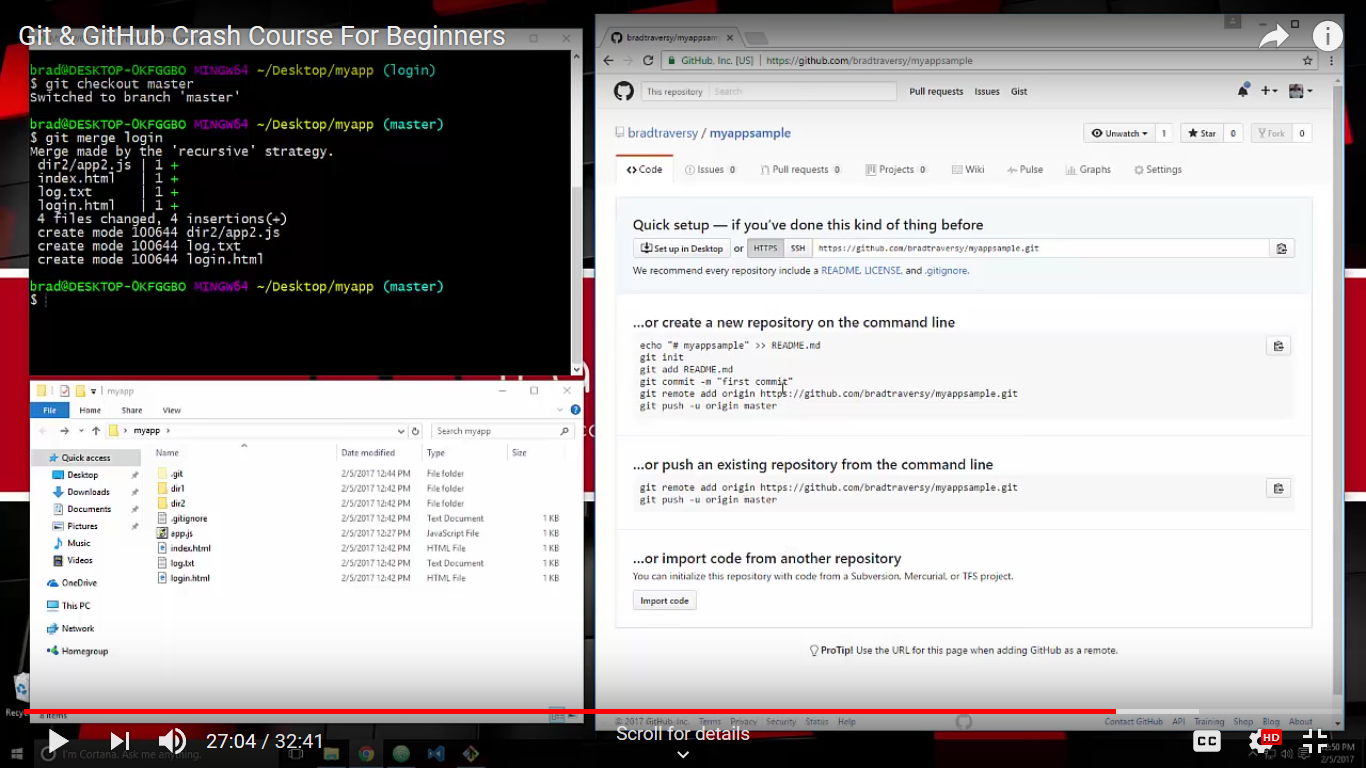 Git & GitHub Crash Course For Beginners
brad@DESKTOP-0KFGGBO MINGW64 ~/Desktop/myapp (login)
$ git checkout master
Switched to branch 'master'
brad@DESKTOP-0KFGGBO MINGW64 ~/Desktop/myapp (master)
$ git merge login
Merge made by the 'recursive' strategy.
dir2/app2.js | 1 +
index.html | 1 +
log.txt | 1 +
login.html | 1 +
4 files changed, 4 insertions(+)
create mode 100644 dir2/app2.js
create mode 100644 log.txt
create mode 100644 login.html
brad@DESKTOP-0KFGGBO MINGW64 ~/Desktop/myapp (master)
$
myapp
File Home Share View
myapp
Search myapp
Name Date modified Type Size
Quick access
Desktop
Downloads
Documents
Pictures
Music
Videos
OneDrive
This PC
Network
Homegroup
.git 2/5/2017 12:44 PM File folder
dir1 2/5/2017 12:42 PM File folder
dir2 2/5/2017 12:42 PM File folder
.gitignore 2/5/2017 12:42 PM Text Document 1 KB
app.js 2/5/2017 12:27 PM JavaScript File 1 KB
index.html 2/5/2017 12:42 PM HTML File 1 KB
log.txt 2/5/2017 12:42 PM Text Document 1 KB
login.html 2/5/2017 12:42 PM HTML File 1 KB
8 items
bradtraversy/myappsam
GitHub, Inc. [US] https://github.com/bradtraversy/myappsample
This repository Search Pull requests Issues Gist
bradtraversy / myappsample
Unwatch 1 Star 0 Fork 0
Code Issues 0 Pull requests 0 Projects 0 Wiki Pulse Graphs Settings
Quick setup — if you've done this kind of thing before
Set up in Desktop or HTTPS SSH https://github.com/bradtraversy/myappsample.git
We recommend every repository include a README, LICENSE, and .gitignore.
…or create a new repository on the command line
echo "# myappsample" >> README.md
git init
git add README.md
git commit -m "first commit"
git remote add origin https://github.com/bradtraversy/myappsample.git
git push -u origin master
…or push an existing repository from the command line
git remote add origin https://github.com/bradtraversy/myappsample.git
git push -u origin master
…or import code from another repository
You can initialize this repository with code from a Subversion, Mercurial, or TFS project.
Import code
ProTip! Use the URL for this page when adding GitHub as a remote.
© 2017 GitHub, Inc. Terms Privacy Security Status Help
Contact GitHub API Training Shop Blog About
27:04 / 32:41
Scroll for details
CC
HD
I'm Cortana. Ask me anything.
2/5/2017